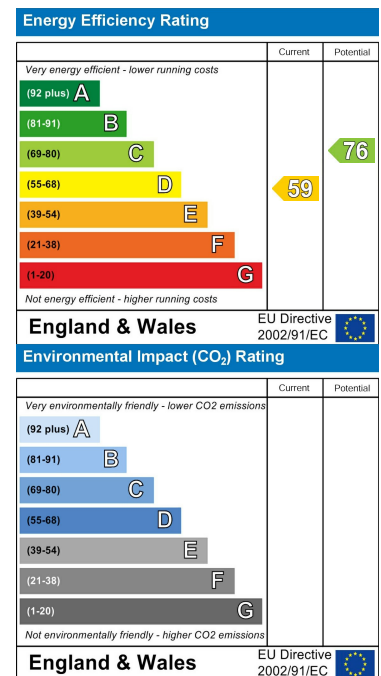 Energy Efficiency Rating
Current Potential
Very energy efficient - lower running costs
(92 plus) A
(81-91) B
(69-80) C
76
(55-68) D
59
(39-54) E
(21-38) F
(1-20) G
Not energy efficient - higher running costs
England & Wales
EU Directive
2002/91/EC
Environmental Impact (CO₂) Rating
Current Potential
Very environmentally friendly - lower CO2 emissions
(92 plus) A
(81-91) B
(69-80) C
(55-68) D
(39-54) E
(21-38) F
(1-20) G
Not environmentally friendly - higher CO2 emissions
England & Wales
EU Directive
2002/91/EC